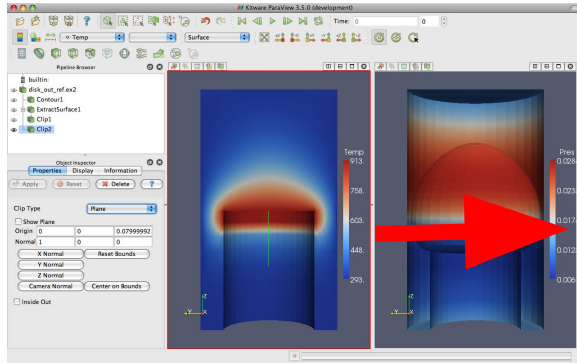 Kitware ParaView 3.5.0 (development)
Time: 0 0
Temp Surface
Pipeline Browser
builtin:
disk_out_ref.ex2
Contour1
ExtractSurface1
Clip1
Clip2
Object Inspector
Properties Display Information
Apply Reset Delete ?
Clip Type Plane
Show Plane
Origin 0 0 0.07999992
Normal 1 0 0
X Normal Reset Bounds
Y Normal
Z Normal
Camera Normal Center on Bounds
Inside Out
Temp
913.
758.
603.
448.
293.
Z
Y X
Pres
0.028
0.023
0.017
0.012
0.006
Z
Y X